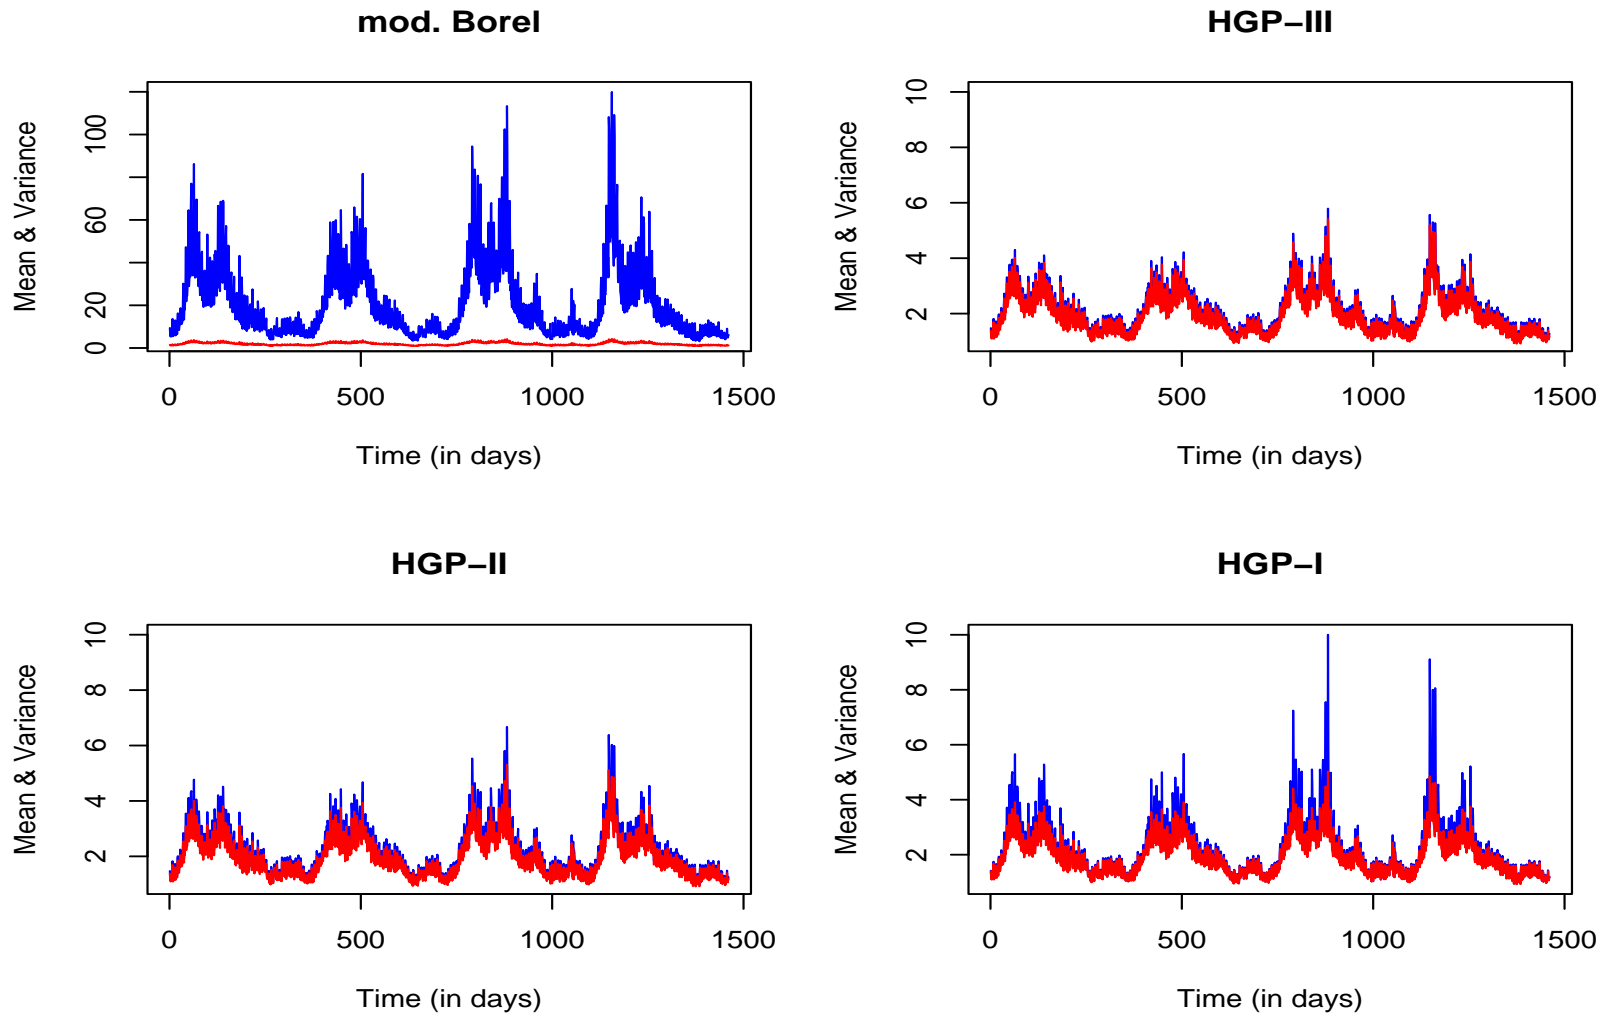 mod. Borel
Mean & Variance
0 20 60 100
0 500 1000 1500
Time (in days)
HGP–III
Mean & Variance
2 4 6 8 10
0 500 1000 1500
Time (in days)
HGP–II
Mean & Variance
2 4 6 8 10
0 500 1000 1500
Time (in days)
HGP–I
Mean & Variance
2 4 6 8 10
0 500 1000 1500
Time (in days)